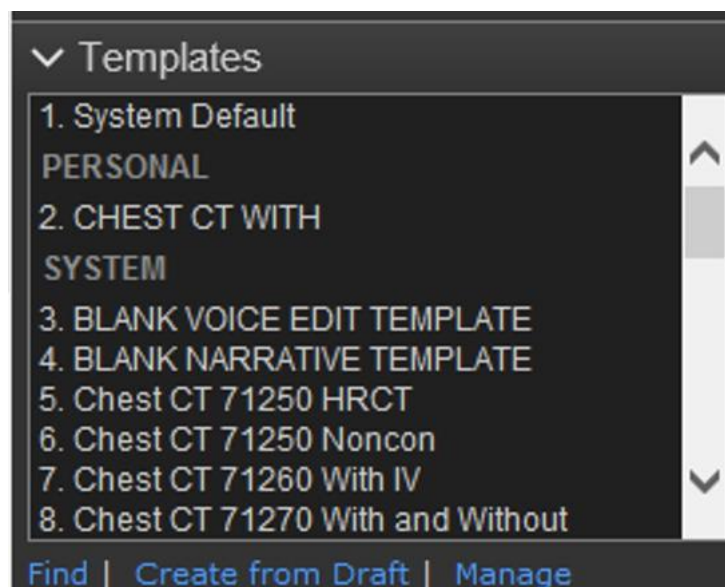 Templates
1. System Default
PERSONAL
2. CHEST CT WITH
SYSTEM
3. BLANK VOICE EDIT TEMPLATE
4. BLANK NARRATIVE TEMPLATE
5. Chest CT 71250 HRCT
6. Chest CT 71250 Noncon
7. Chest CT 71260 With IV
8. Chest CT 71270 With and Without
Find | Create from Draft | Manage